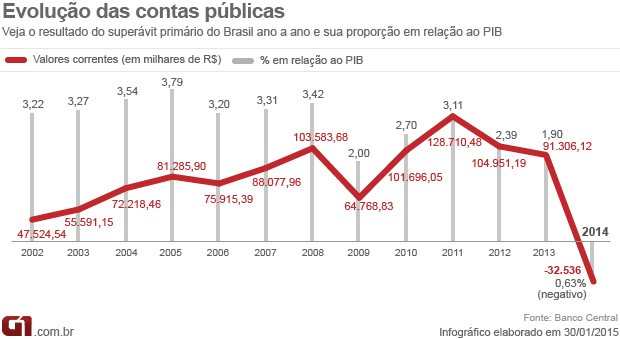 Evolução das contas públicas
Veja o resultado do superávit primário do Brasil ano a ano e sua proporção em relação ao PIB
Valores correntes (em milhares de R$) % em relação ao PIB
3,22 3,27 3,54 3,79 3,20 3,31 3,42 2,00 2,70 3,11 2,39 1,90
47.524,54 55.591,15 72.218,46 81.285,90 75.915,39 88.077,96 103.583,68 64.768,83 101.696,05 128.710,48 104.951,19 91.306,12
2014
2002 2003 2004 2005 2006 2007 2008 2009 2010 2011 2012 2013
-32.536
0,63%
(negativo)
Fonte: Banco Central
G1.com.br Infográfico elaborado em 30/01/2015